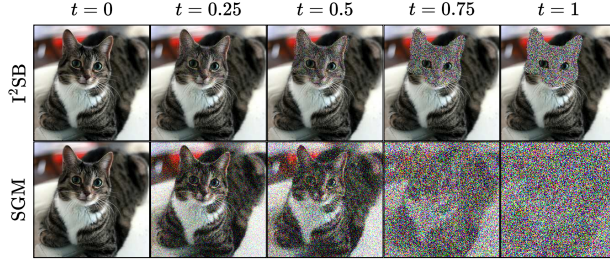 t = 0 t = 0.25 t = 0.5 t = 0.75 t = 1
I²SB
SGM